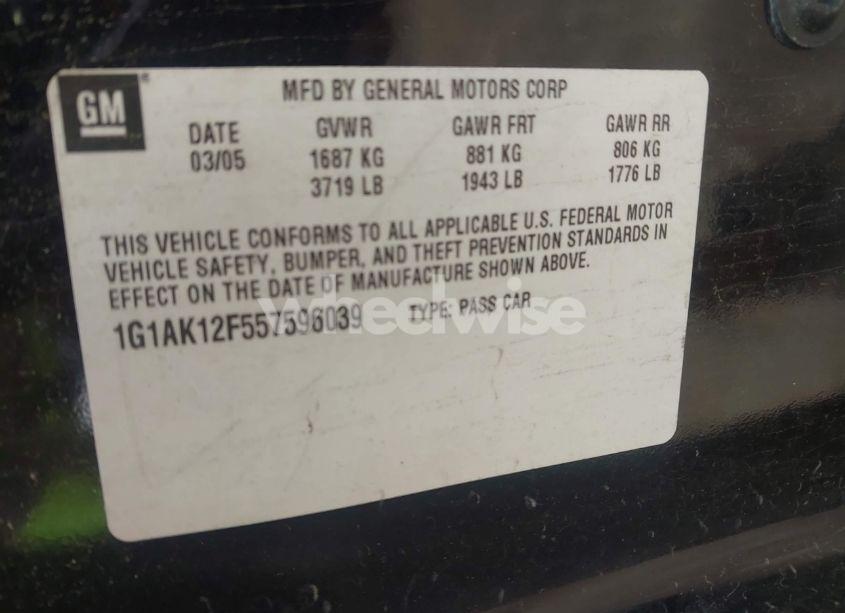 GM
MFD BY GENERAL MOTORS CORP
DATE GVWR GAWR FRT GAWR RR
03/05 1687 KG 881 KG 806 KG
3719 LB 1943 LB 1776 LB
THIS VEHICLE CONFORMS TO ALL APPLICABLE U.S. FEDERAL MOTOR
VEHICLE SAFETY, BUMPER, AND THEFT PREVENTION STANDARDS IN
EFFECT ON THE DATE OF MANUFACTURE SHOWN ABOVE.
1G1AK12F557596039 TYPE: PASS CAR
wheelwise